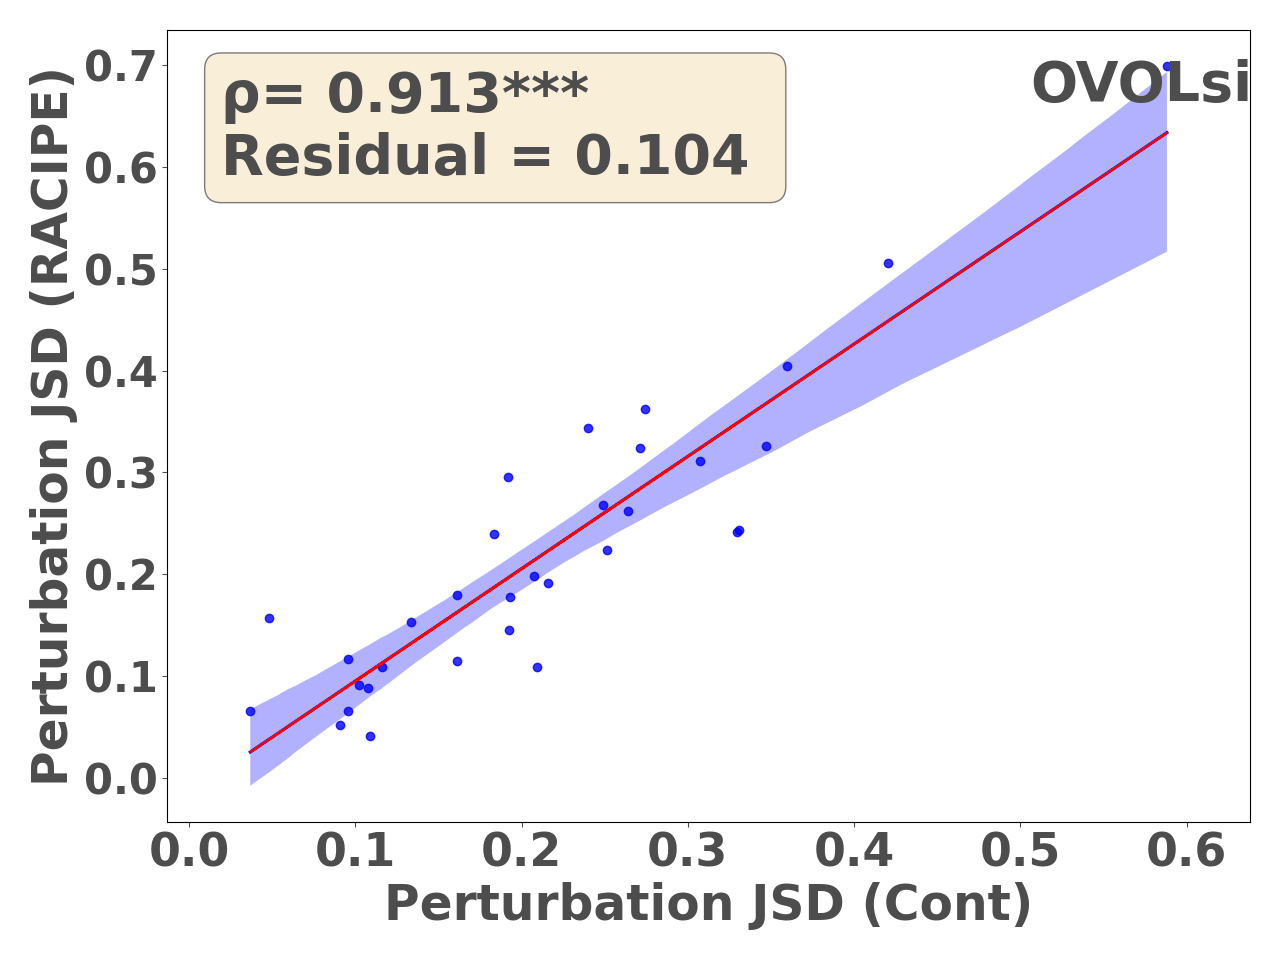 ρ= 0.913***
Residual = 0.104
OVOLsi
Perturbation JSD (RACIPE)
0.7
0.6
0.5
0.4
0.3
0.2
0.1
0.0
0.0 0.1 0.2 0.3 0.4 0.5 0.6
Perturbation JSD (Cont)